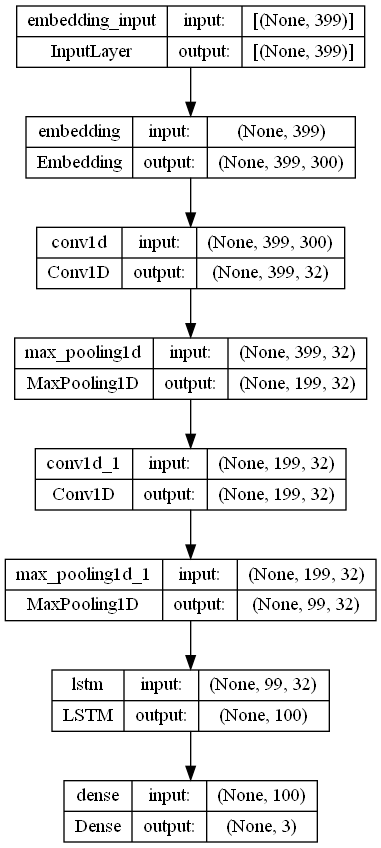 embedding_input input: [(None, 399)]
InputLayer output: [(None, 399)]
embedding input: (None, 399)
Embedding output: (None, 399, 300)
conv1d input: (None, 399, 300)
Conv1D output: (None, 399, 32)
max_pooling1d input: (None, 399, 32)
MaxPooling1D output: (None, 199, 32)
conv1d_1 input: (None, 199, 32)
Conv1D output: (None, 199, 32)
max_pooling1d_1 input: (None, 199, 32)
MaxPooling1D output: (None, 99, 32)
lstm input: (None, 99, 32)
LSTM output: (None, 100)
dense input: (None, 100)
Dense output: (None, 3)